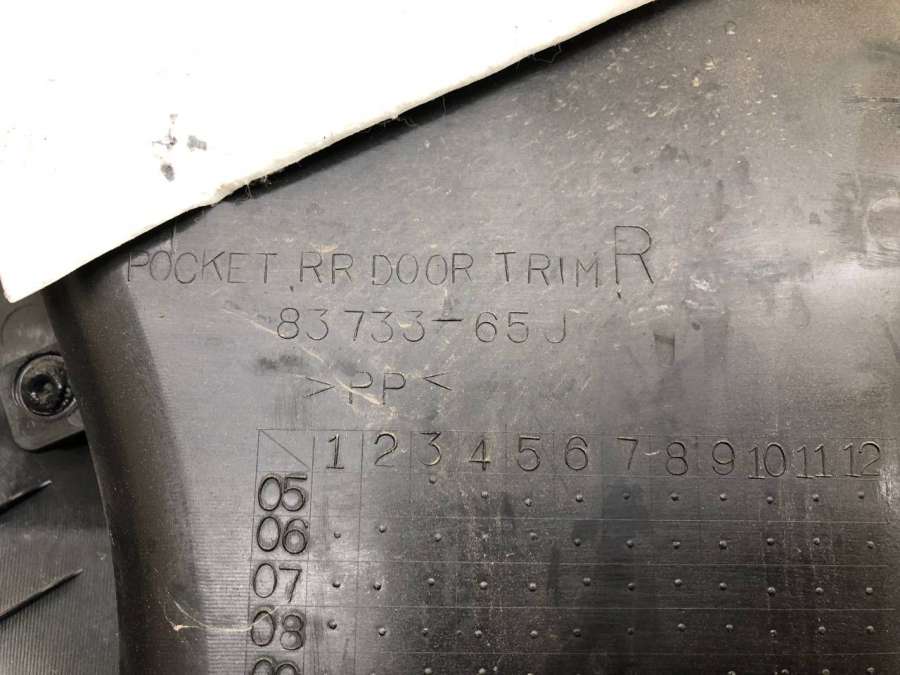 POCKET, RR DOOR TRIM, R
83733-65J
>PP<
1 2 3 4 5 6 7 8 9 10 11 12
05
06
07
08